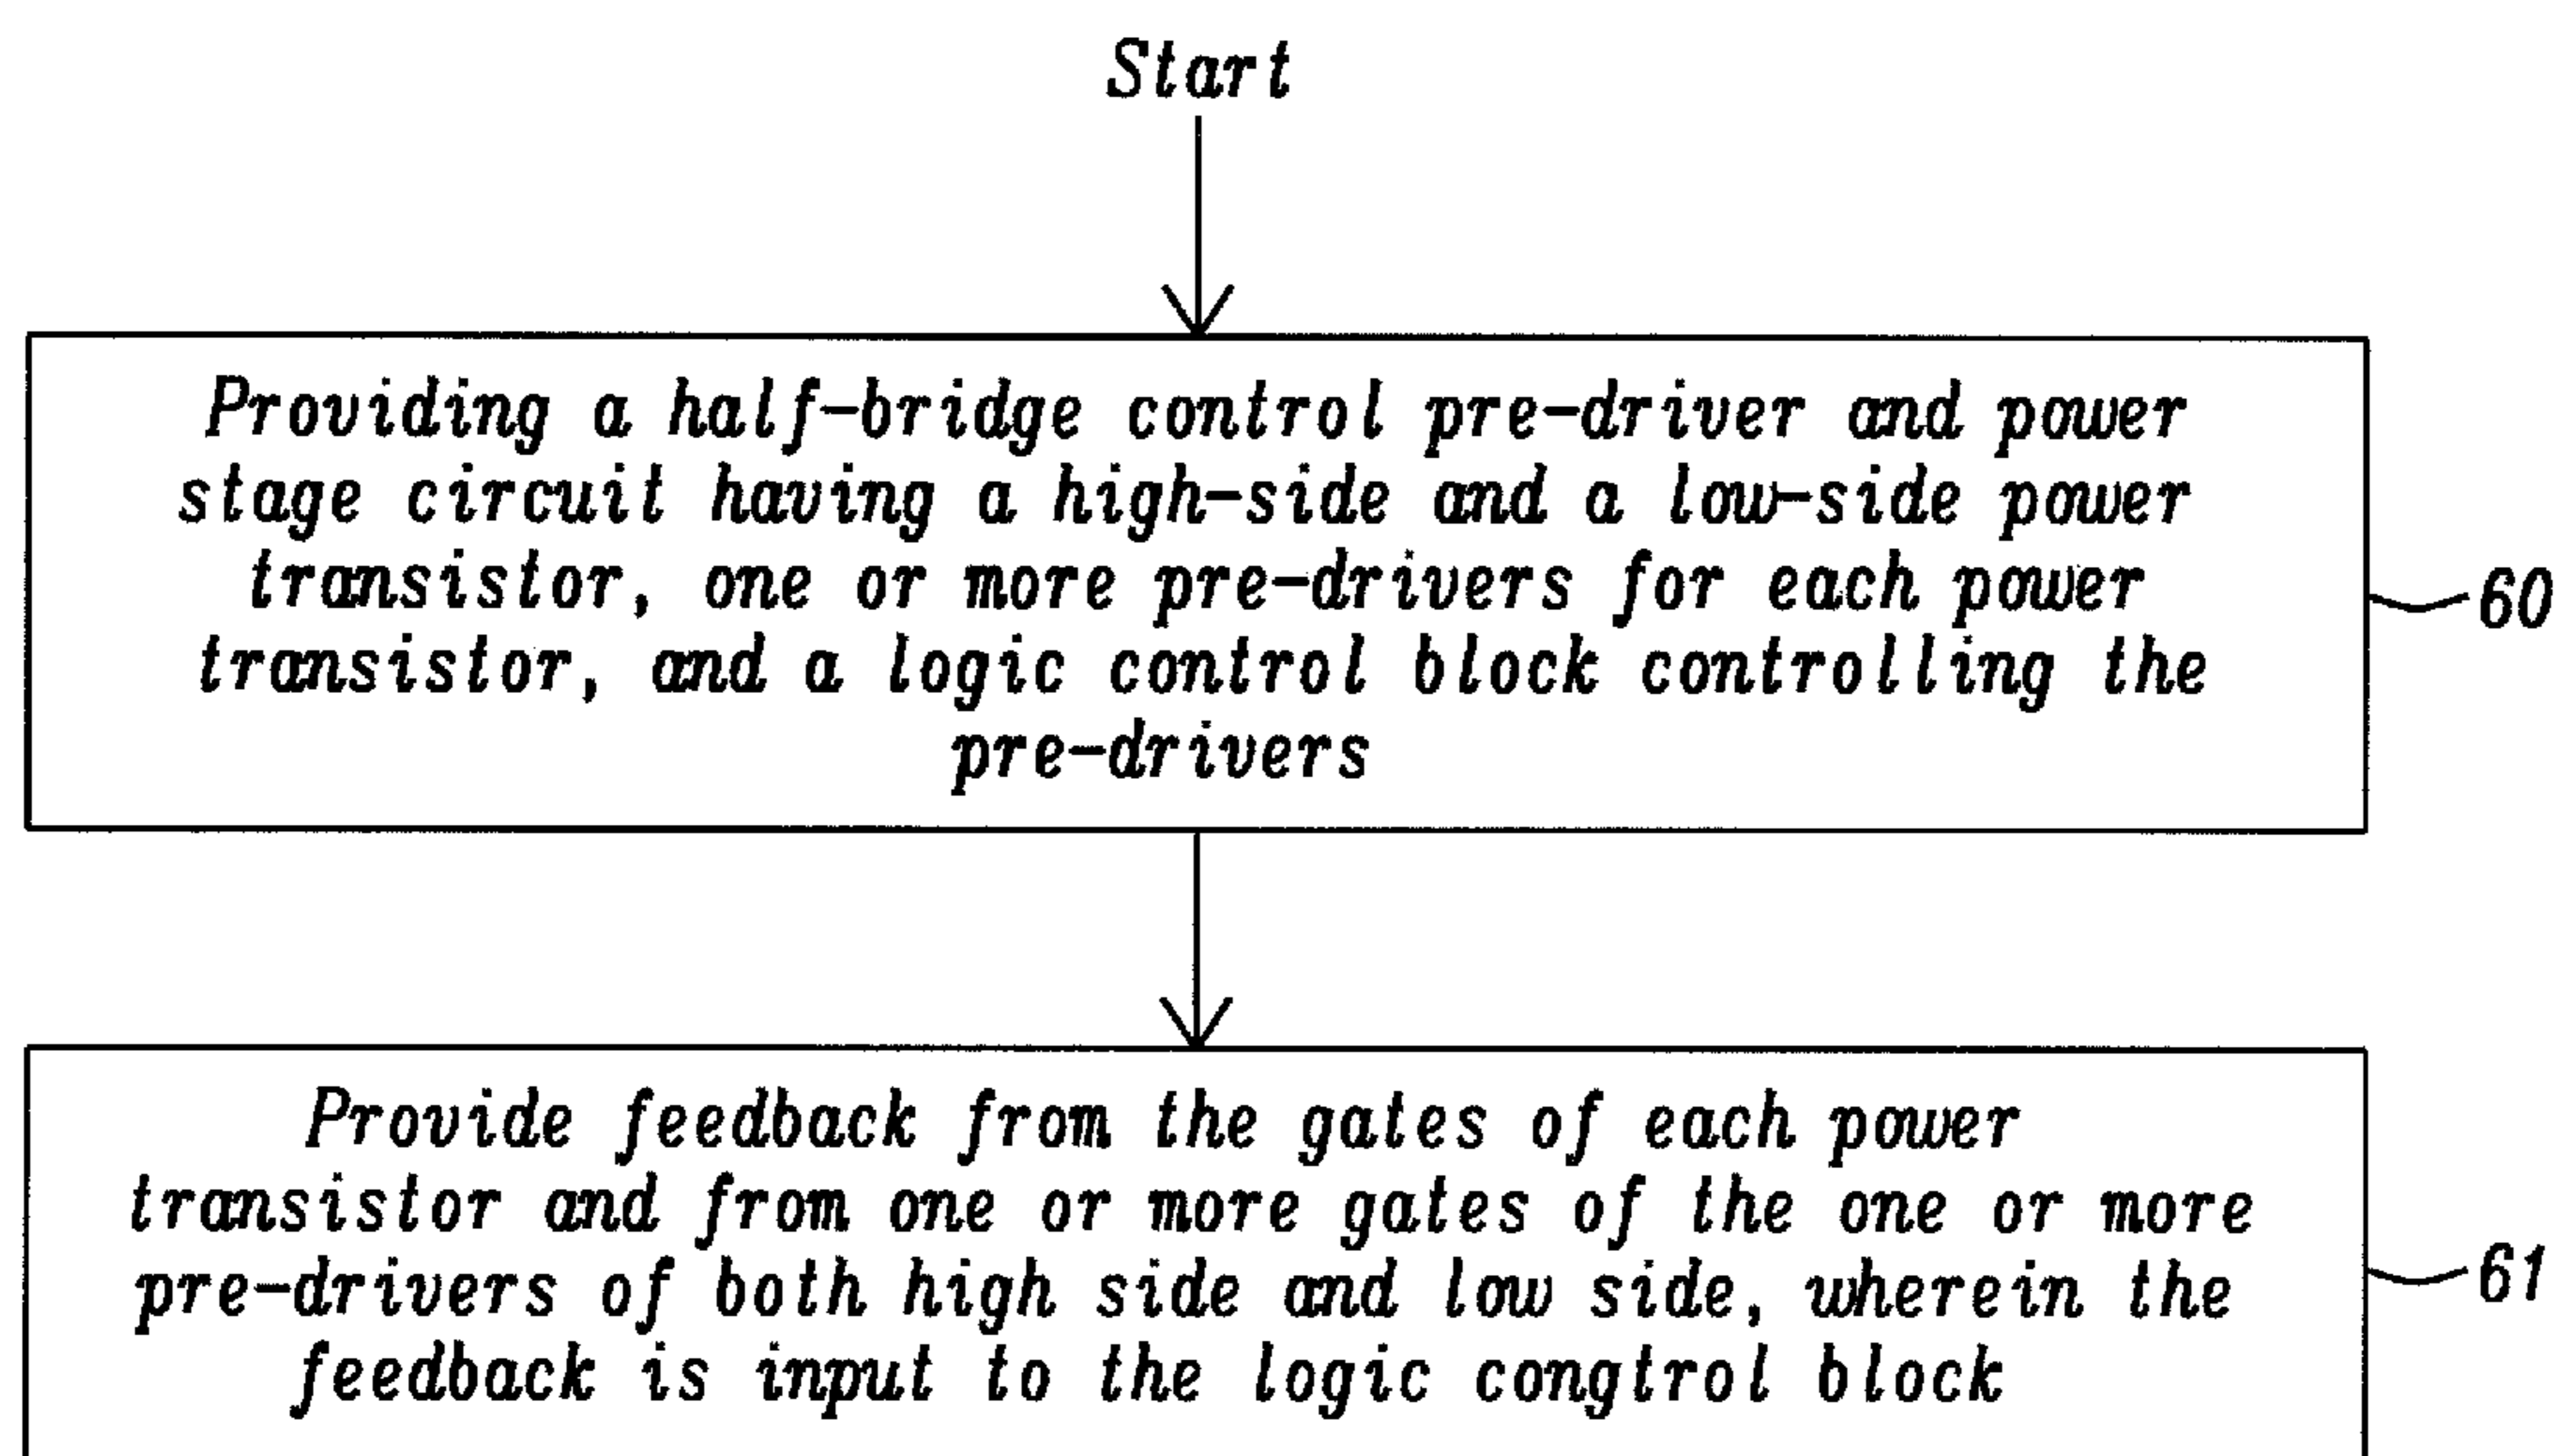 Start
Providing a half-bridge control pre-driver and power
stage circuit having a high-side and a low-side power
transistor, one or more pre-drivers for each power
transistor, and a logic control block controlling the
pre-drivers
60
Provide feedback from the gates of each power
transistor and from one or more gates of the one or more
pre-drivers of both high side and low side, wherein the
feedback is input to the logic congtrol block
61